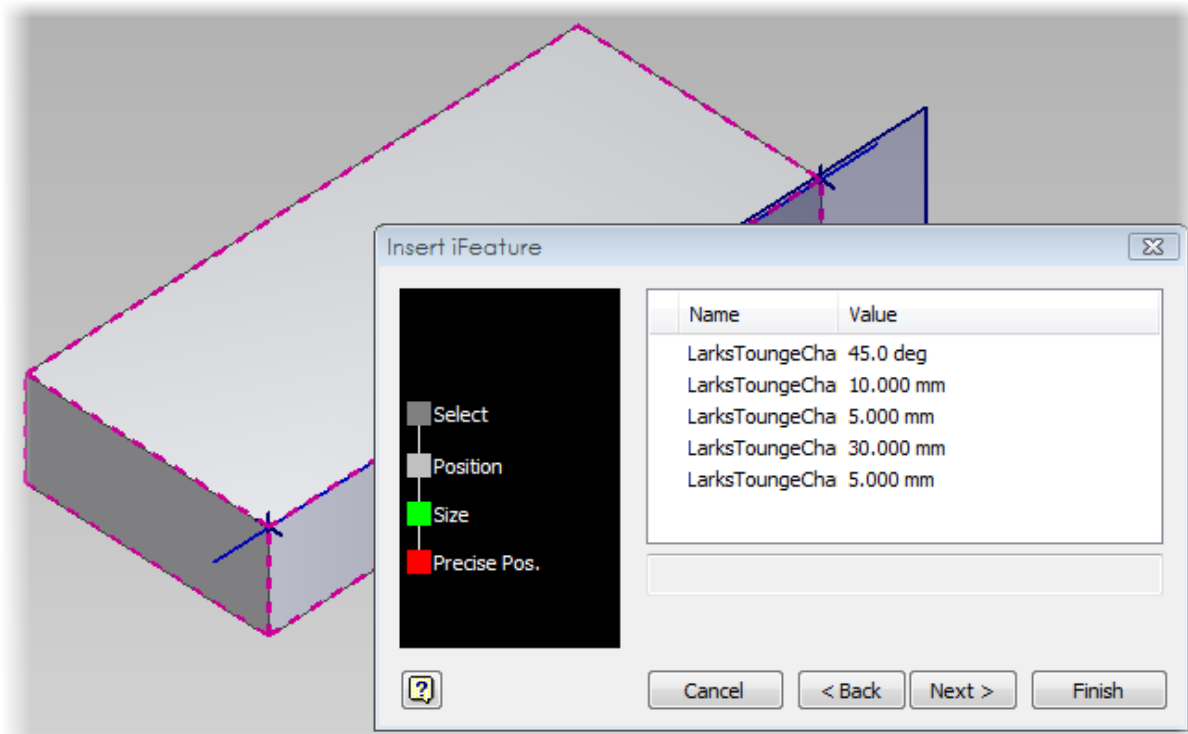 Insert iFeature
Name Value
LarksToungeCha 45.0 deg
LarksToungeCha 10.000 mm
LarksToungeCha 5.000 mm
LarksToungeCha 30.000 mm
LarksToungeCha 5.000 mm
Select
Position
Size
Precise Pos.
?
Cancel < Back Next > Finish